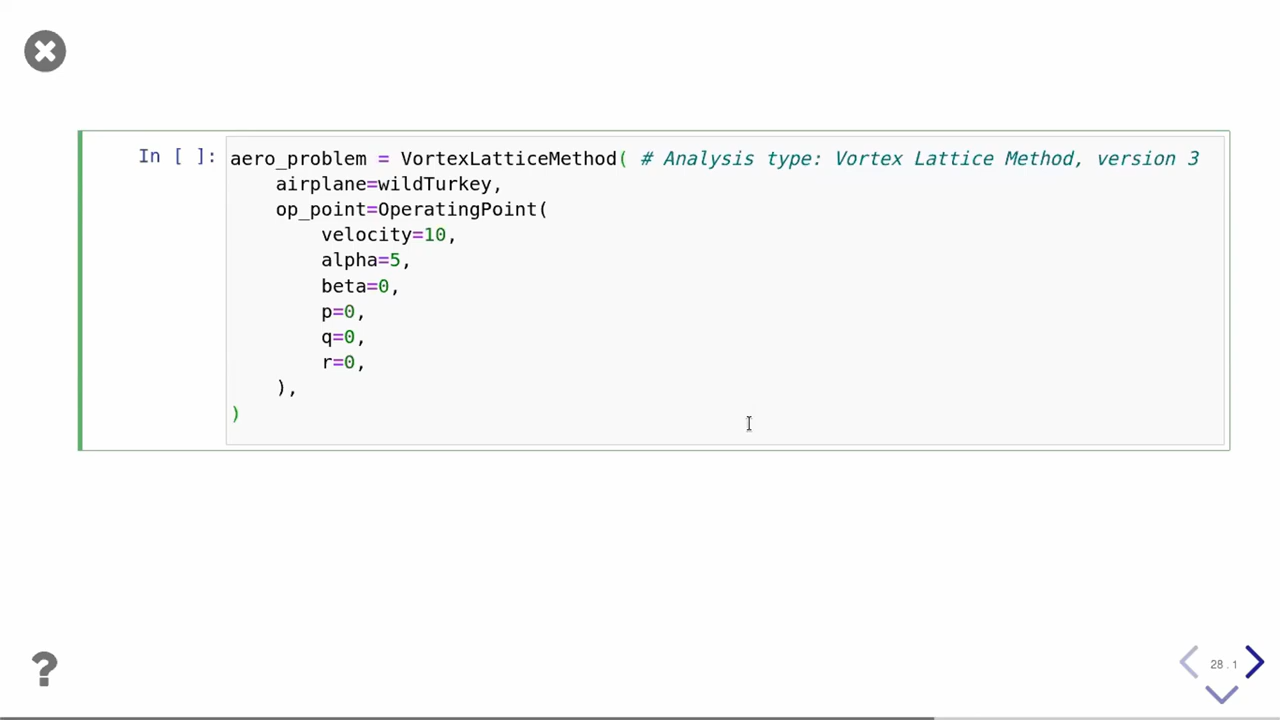 In [ ]: aero_problem = VortexLatticeMethod( # Analysis type: Vortex Lattice Method, version 3
    airplane=wildTurkey,
    op_point=OperatingPoint(
        velocity=10,
        alpha=5,
        beta=0,
        p=0,
        q=0,
        r=0,
    ),
)
?
28.1